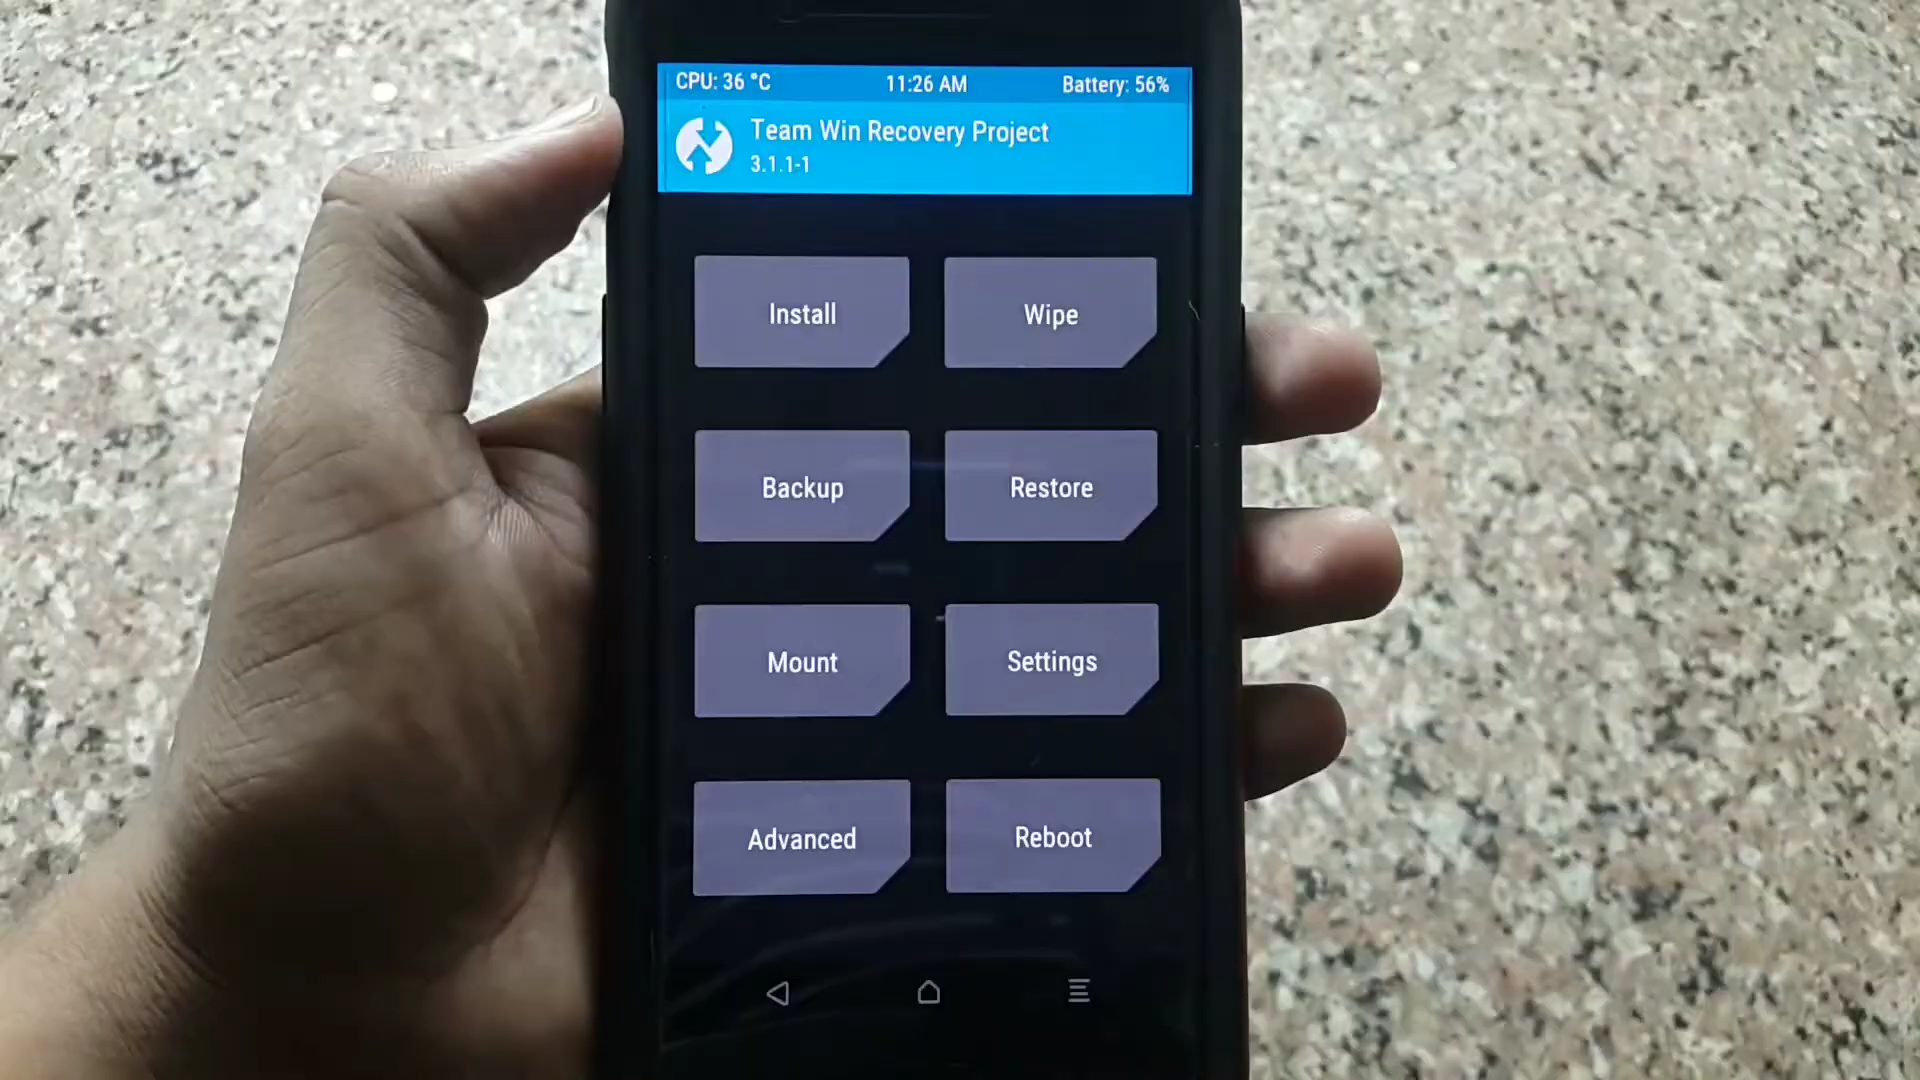 CPU: 36 °C 11:26 AM Battery: 56%
Team Win Recovery Project
3.1.1-1
Install Wipe
Backup Restore
Mount Settings
Advanced Reboot